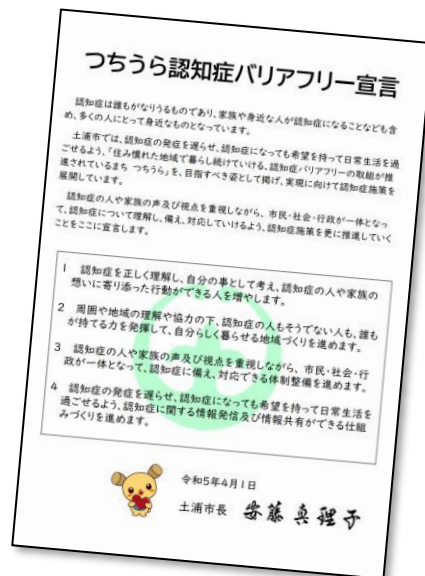 つちうら認知症バリアフリー宣言
認知症は誰もがなりうるものであり、家族や身近な人が認知症になることなども含
め、多くの人にとって身近なものとなっています。
土浦市では、認知症の発症を遅らせ、認知症になっても希望を持って日常生活を過
ごせるよう、「住み慣れた地域で暮らし続けていける、認知症バリアフリーの取組が推
進されているまち つちうら」を、目指すべき姿として掲げ、実現に向けて認知症施策を
展開しています。
認知症の人や家族の声及び視点を重視しながら、市民・社会・行政が一体となっ
て、認知症について理解し、備え、対応していけるよう、認知症施策を更に推進していく
ことをここに宣言します。
1 認知症を正しく理解し、自分の事として考え、認知症の人や家族の
想いに寄り添った行動ができる人を増やします。
2 周囲や地域の理解や協力の下、認知症の人もそうでない人も、誰も
が持てる力を発揮して、自分らしく暮らせる地域づくりを進めます。
3 認知症の人や家族の声及び視点を重視しながら、市民・社会・行
政が一体となって、認知症に備え、対応できる体制整備を進めます。
4 認知症の発症を遅らせ、認知症になっても希望を持って日常生活を
過ごせるよう、認知症に関する情報発信及び情報共有ができる仕組
みづくりを進めます。
令和5年4月1日
土浦市長 安藤真理子